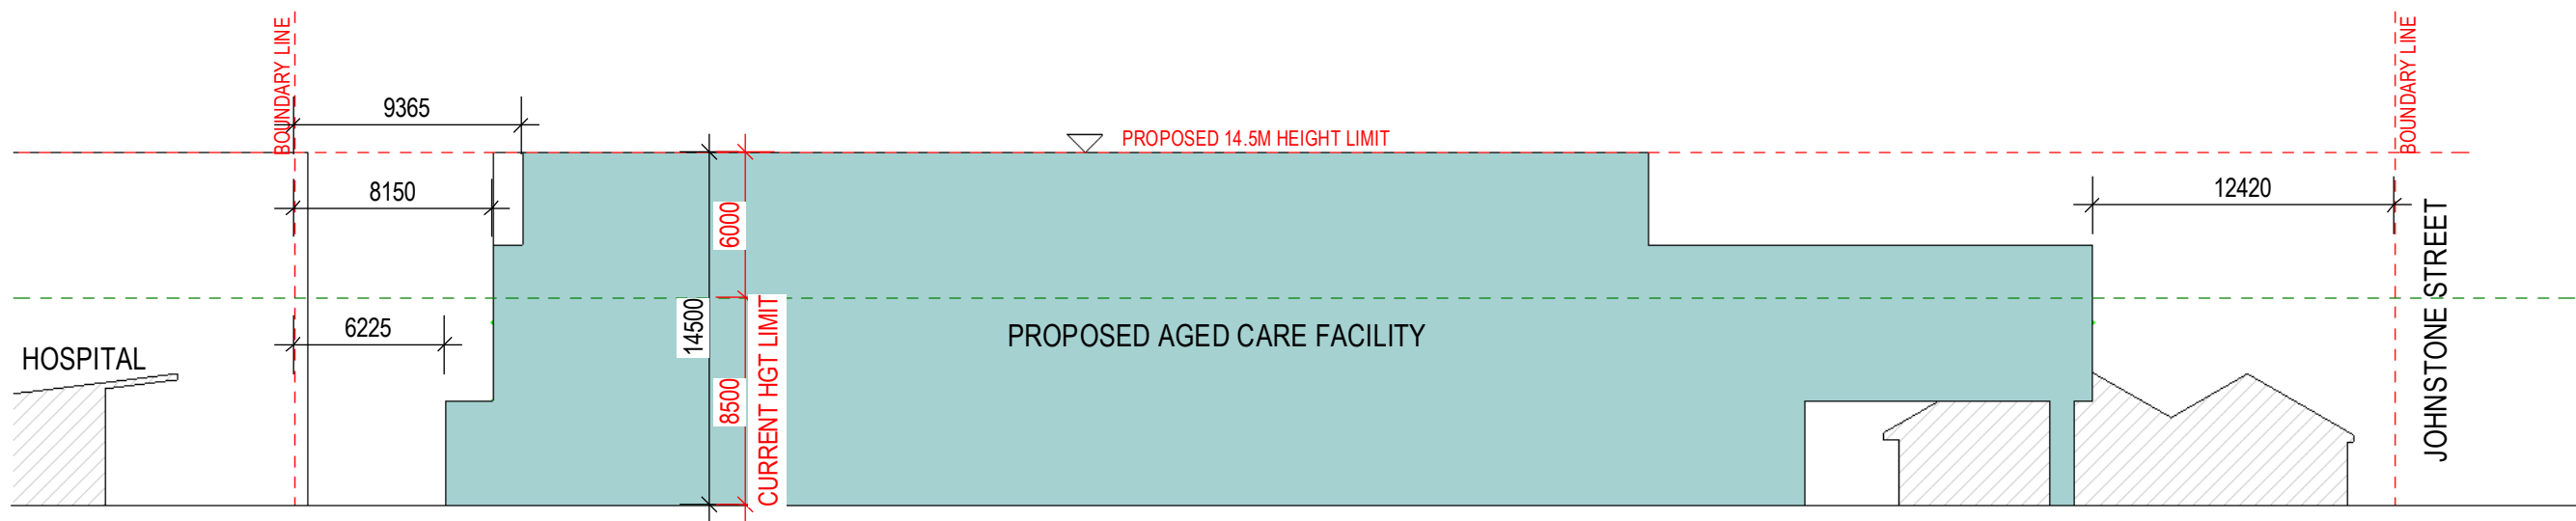 BOUNDARY LINE
BOUNDARY LINE
9365
PROPOSED 14.5M HEIGHT LIMIT
8150
12420
6000
JOHNSTONE STREET
14500
6225
PROPOSED AGED CARE FACILITY
HOSPITAL
8500
CURRENT HGT LIMIT